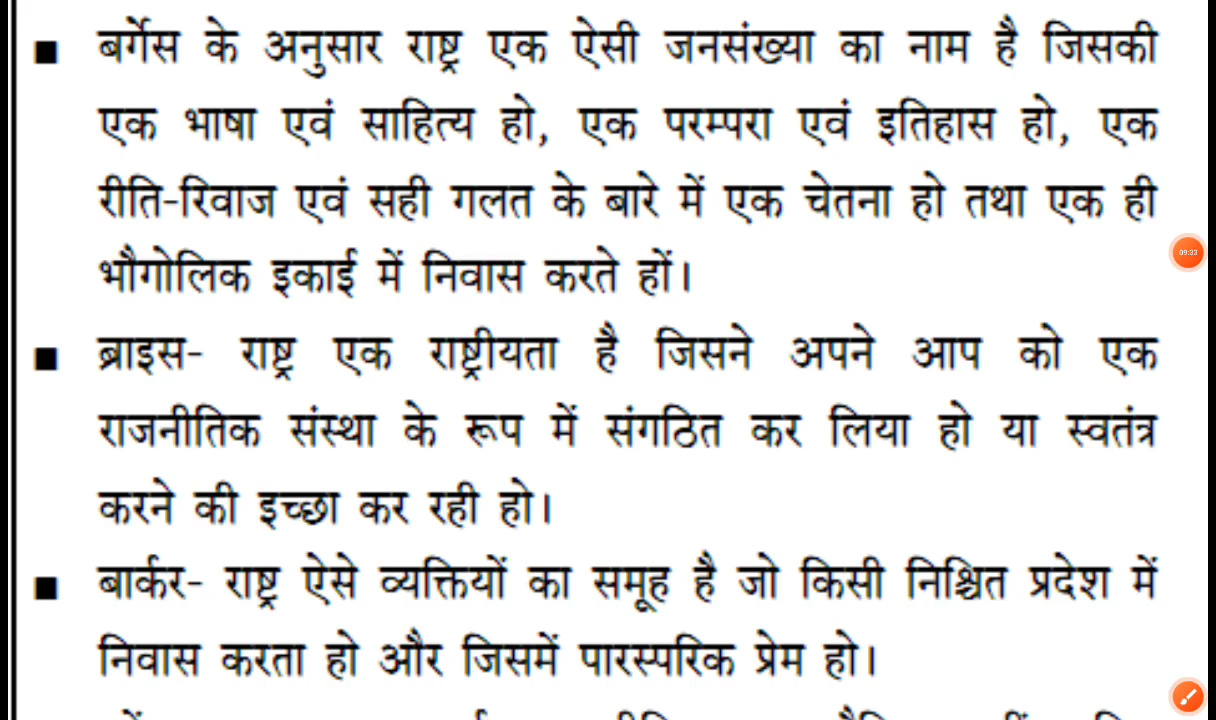 ■ बर्गेस के अनुसार राष्ट्र एक ऐसी जनसंख्या का नाम है जिसकी
एक भाषा एवं साहित्य हो, एक परम्परा एवं इतिहास हो, एक
रीति-रिवाज एवं सही गलत के बारे में एक चेतना हो तथा एक ही
भौगोलिक इकाई में निवास करते हों।
09:33
■ ब्राइस- राष्ट्र एक राष्ट्रीयता है जिसने अपने आप को एक
राजनीतिक संस्था के रूप में संगठित कर लिया हो या स्वतंत्र
करने की इच्छा कर रही हो।
■ बार्कर- राष्ट्र ऐसे व्यक्तियों का समूह है जो किसी निश्चित प्रदेश में
निवास करता हो और जिसमें पारस्परिक प्रेम हो।